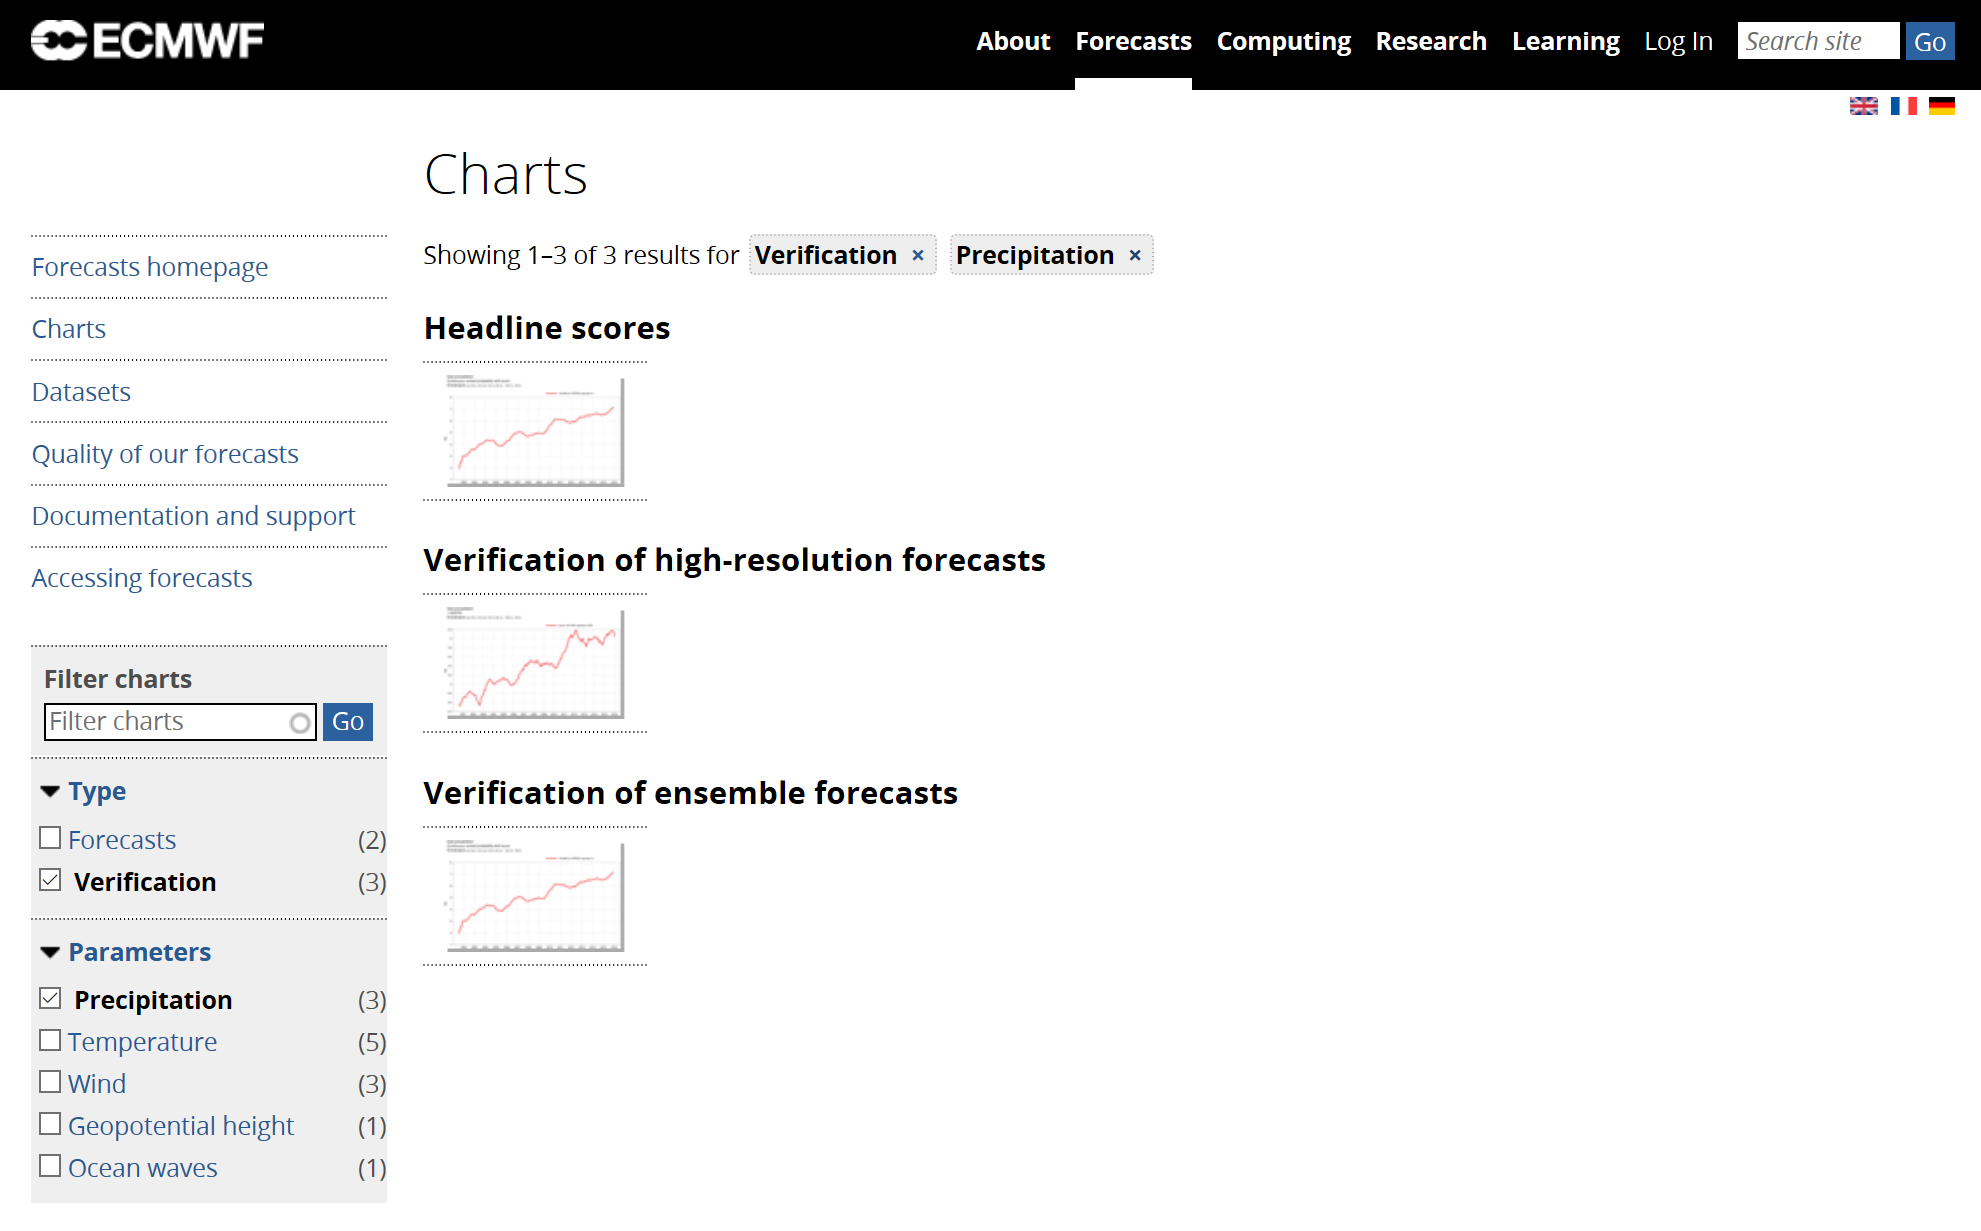 ECMWF
About Forecasts Computing Research Learning Log In Search site Go
Charts
Showing 1–3 of 3 results for Verification × Precipitation ×
Forecasts homepage
Charts
Datasets
Quality of our forecasts
Documentation and support
Accessing forecasts
Filter charts
Filter charts Go
Type
Forecasts (2)
Verification (3)
Parameters
Precipitation (3)
Temperature (5)
Wind (3)
Geopotential height (1)
Ocean waves (1)
Headline scores
Verification of high-resolution forecasts
Verification of ensemble forecasts